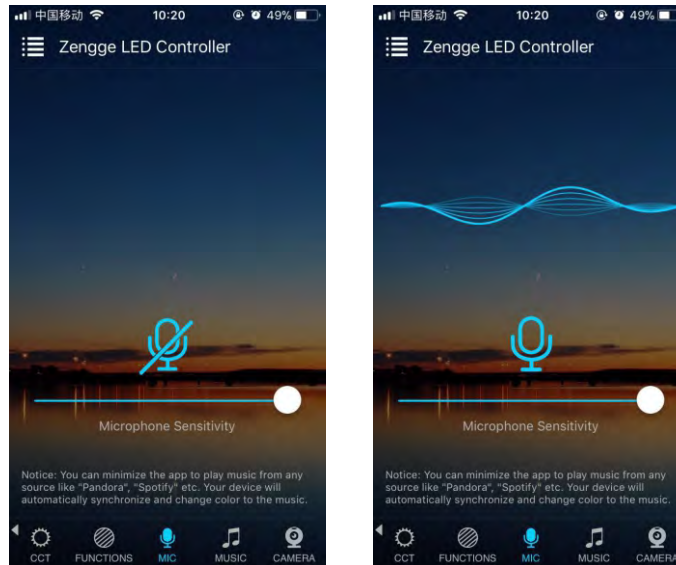 中国移动 10:20 49%
Zengge LED Controller
Microphone Sensitivity
Notice: You can minimize the app to play music from any
source like "Pandora", "Spotify" etc. Your device will
automatically synchronize and change color to the music.
CCT FUNCTIONS MIC MUSIC CAMERA
中国移动 10:20 49%
Zengge LED Controller
Microphone Sensitivity
Notice: You can minimize the app to play music from any
source like "Pandora", "Spotify" etc. Your device will
automatically synchronize and change color to the music.
CCT FUNCTIONS MIC MUSIC CAMERA